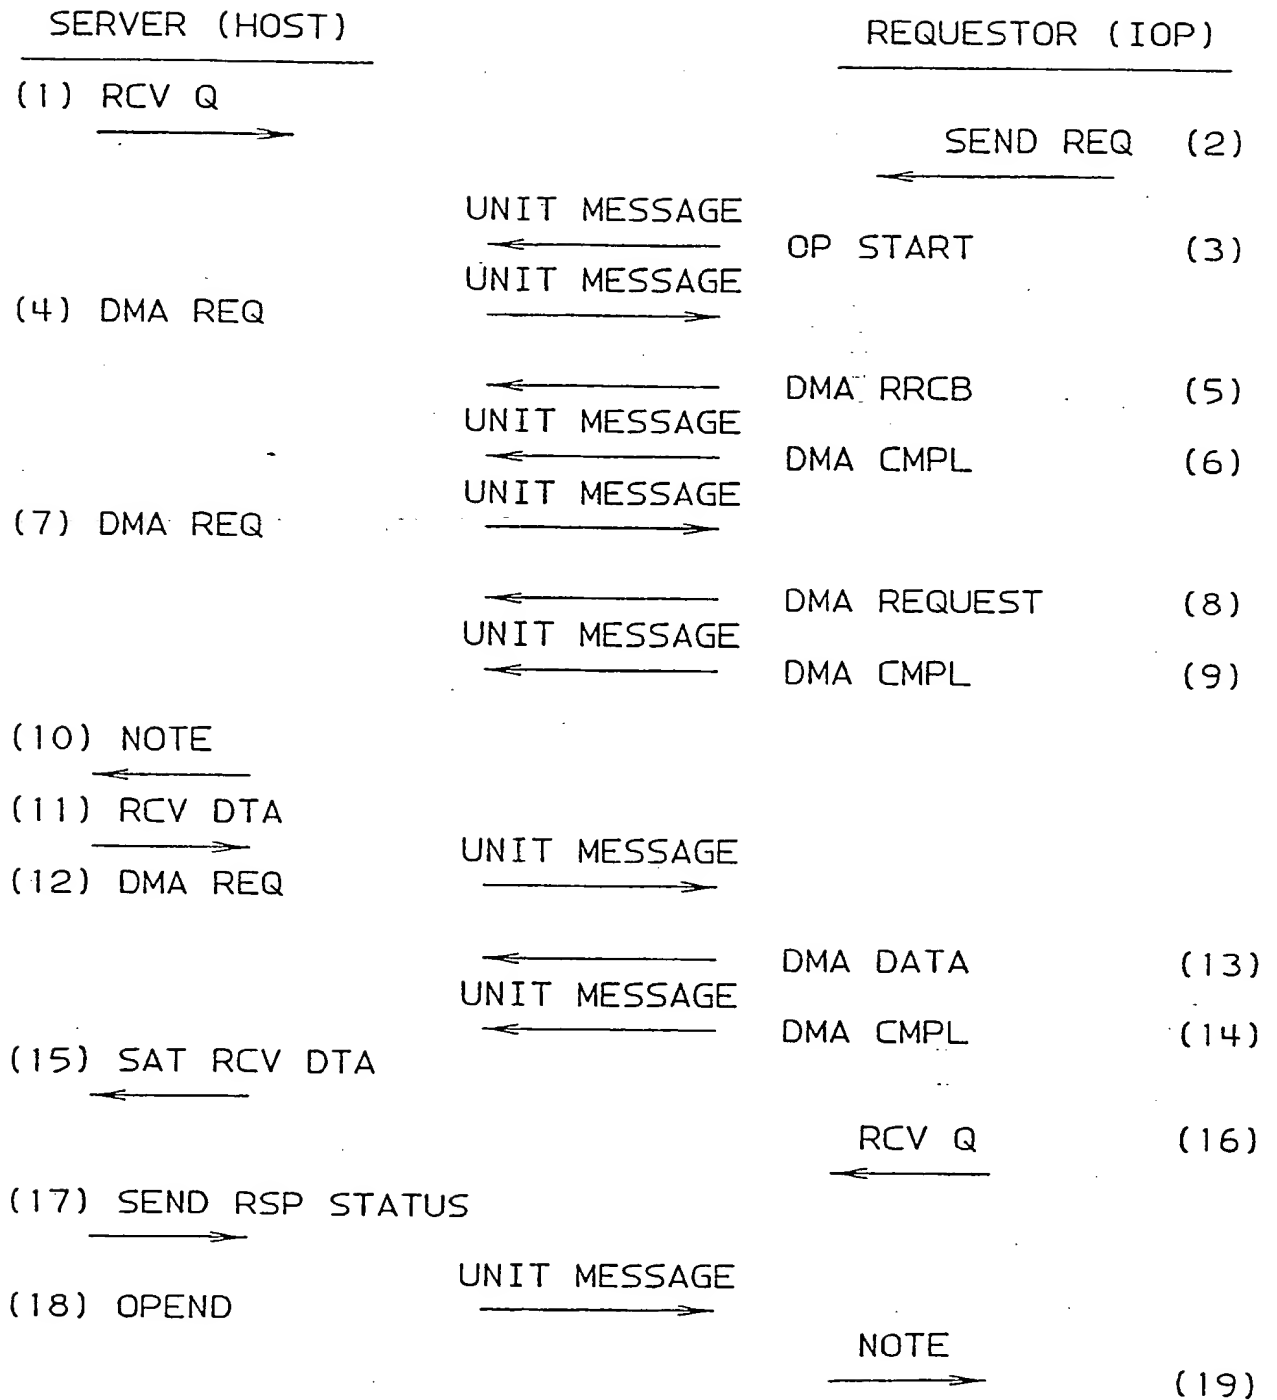 SERVER (HOST)
REQUESTOR (IOP)
(1) RCV Q
SEND REQ (2)
UNIT MESSAGE
OP START (3)
UNIT MESSAGE
(4) DMA REQ
DMA RRCB (5)
UNIT MESSAGE
DMA CMPL (6)
UNIT MESSAGE
(7) DMA REQ
DMA REQUEST (8)
UNIT MESSAGE
DMA CMPL (9)
(10) NOTE
(11) RCV DTA
UNIT MESSAGE
(12) DMA REQ
DMA DATA (13)
UNIT MESSAGE
DMA CMPL (14)
(15) SAT RCV DTA
RCV Q (16)
(17) SEND RSP STATUS
UNIT MESSAGE
(18) OPEND
NOTE
(19)